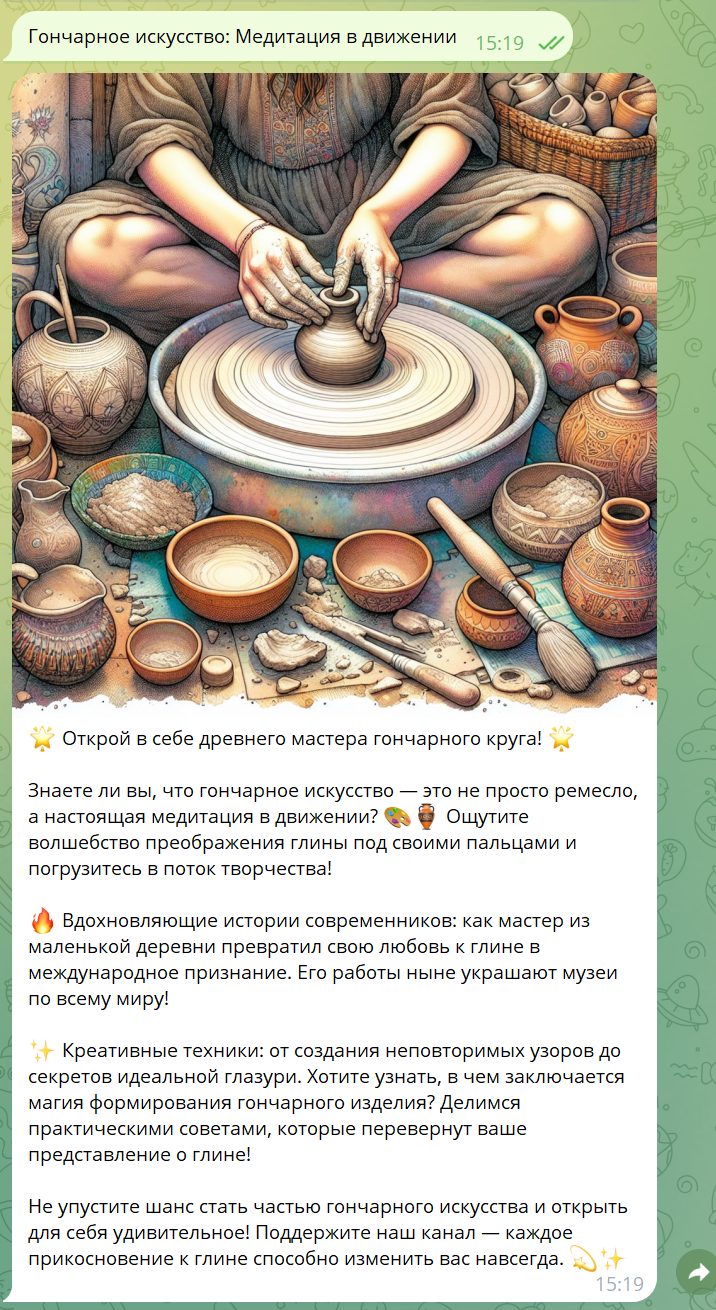 Гончарное искусство: Медитация в движении 15:19
🌟 Открой в себе древнего мастера гончарного круга! 🌟
Знаете ли вы, что гончарное искусство — это не просто ремесло,
а настоящая медитация в движении? 🎨🏺 Ощутите
волшебство преображения глины под своими пальцами и
погрузитесь в поток творчества!
🔥 Вдохновляющие истории современников: как мастер из
маленькой деревни превратил свою любовь к глине в
международное признание. Его работы ныне украшают музеи
по всему миру!
✨ Креативные техники: от создания неповторимых узоров до
секретов идеальной глазури. Хотите узнать, в чем заключается
магия формирования гончарного изделия? Делимся
практическими советами, которые перевернут ваше
представление о глине!
Не упустите шанс стать частью гончарного искусства и открыть
для себя удивительное! Поддержите наш канал — каждое
прикосновение к глине способно изменить вас навсегда. 💫✨
15:19